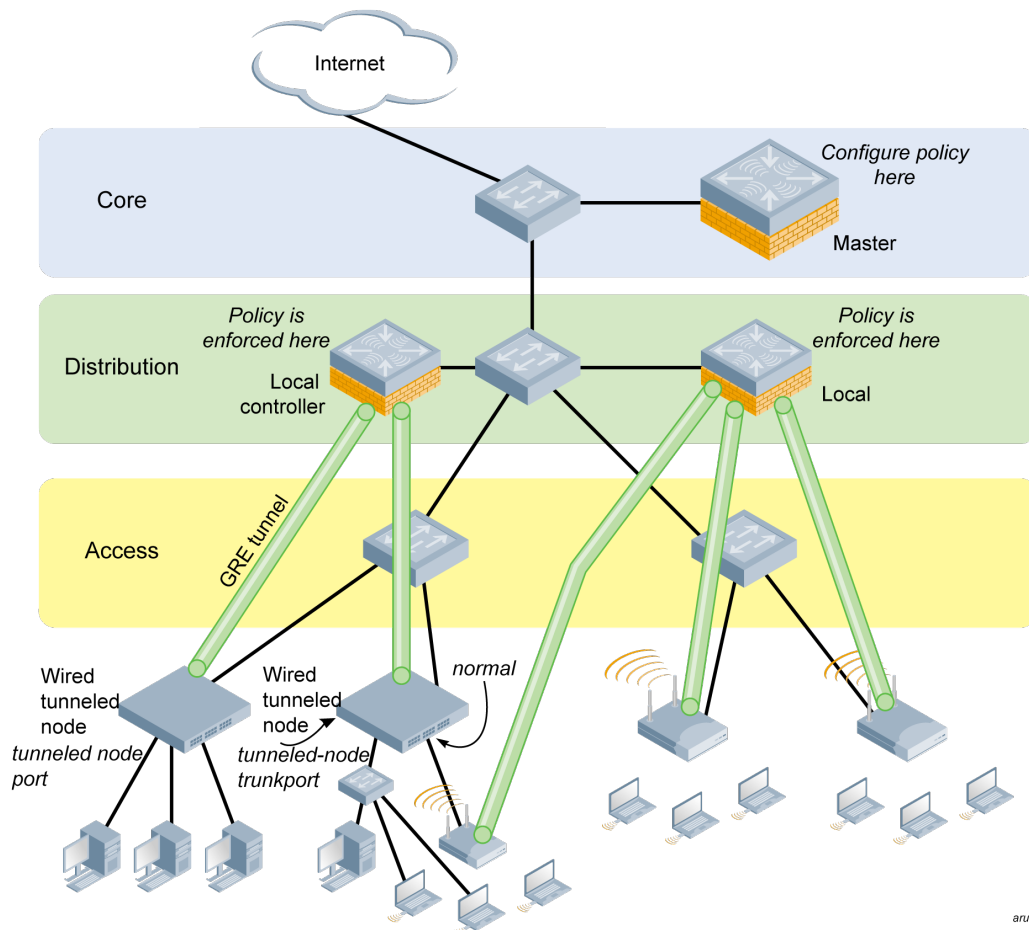 Internet
Configure policy
here
Core
Master
Policy is
enforced here
Policy is
enforced here
Distribution
Local
controller
Local
GRE tunnel
Access
Wired
tunneled
node
tunneled node
port
Wired
tunneled
node
tunneled-node
trunkport
normal
aru